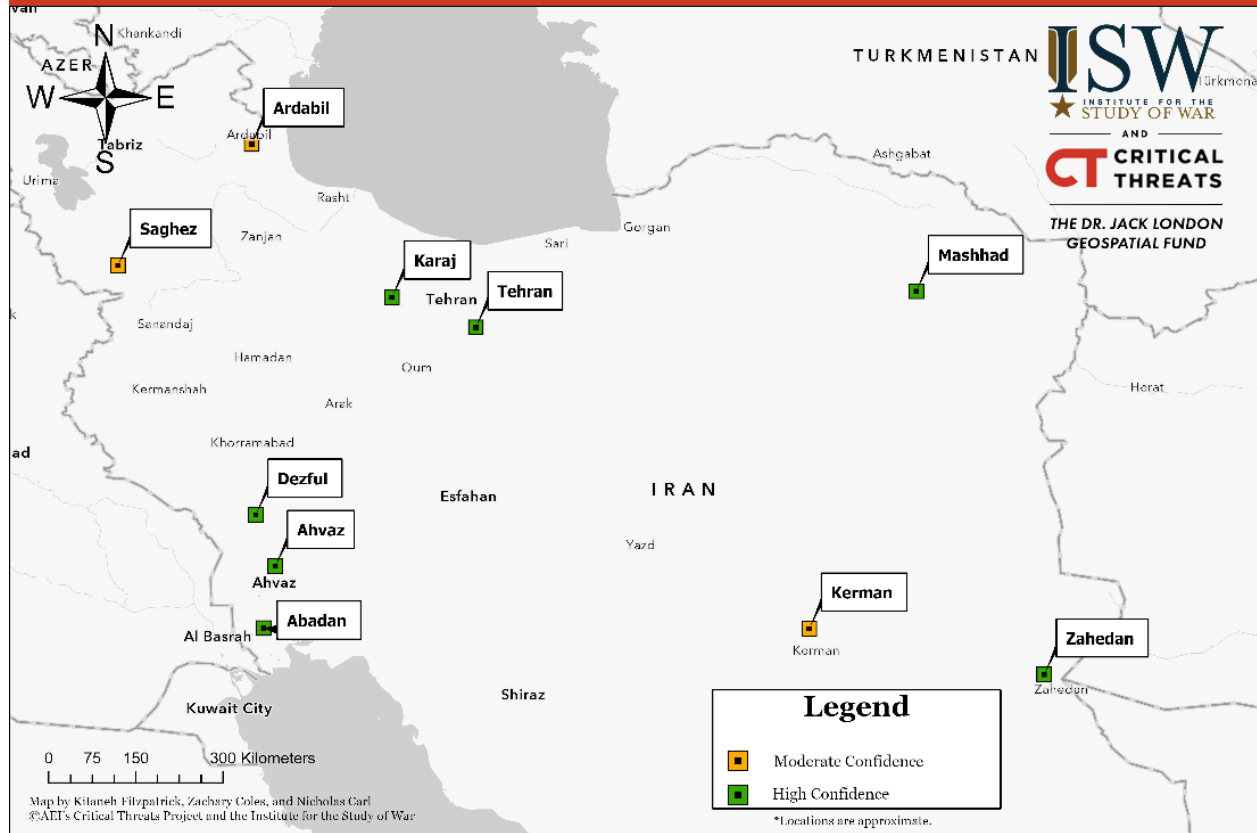 van
Khankandi
N
AZER
W
E
S
Tabriz
Urima
Ardabil
Ardabil
TURKMENISTAN
ISW
INSTITUTE FOR THE
STUDY OF WAR
AND
CT CRITICAL
THREATS
THE DR. JACK LONDON
GEOSPATIAL FUND
Türkmena
Ashgabat
Rasht
Saghez
Zanjan
Karaj
Tehran
Tehran
Sari
Gorgan
Mashhad
k
Sanandaj
Hamadan
Qum
Kermanshah
Arak
Herat
ad
Khorramabad
Dezful
Esfahan
IRAN
Ahvaz
Ahvaz
Yazd
Abadan
Al Basrah
Kerman
Kerman
Zahedan
Zahedan
Shiraz
Kuwait City
0 75 150 300 Kilometers
Map by Kitaneh Fitzpatrick, Zachary Coles, and Nicholas Carl
©AEI's Critical Threats Project and the Institute for the Study of War
Legend
Moderate Confidence
High Confidence
*Locations are approximate.